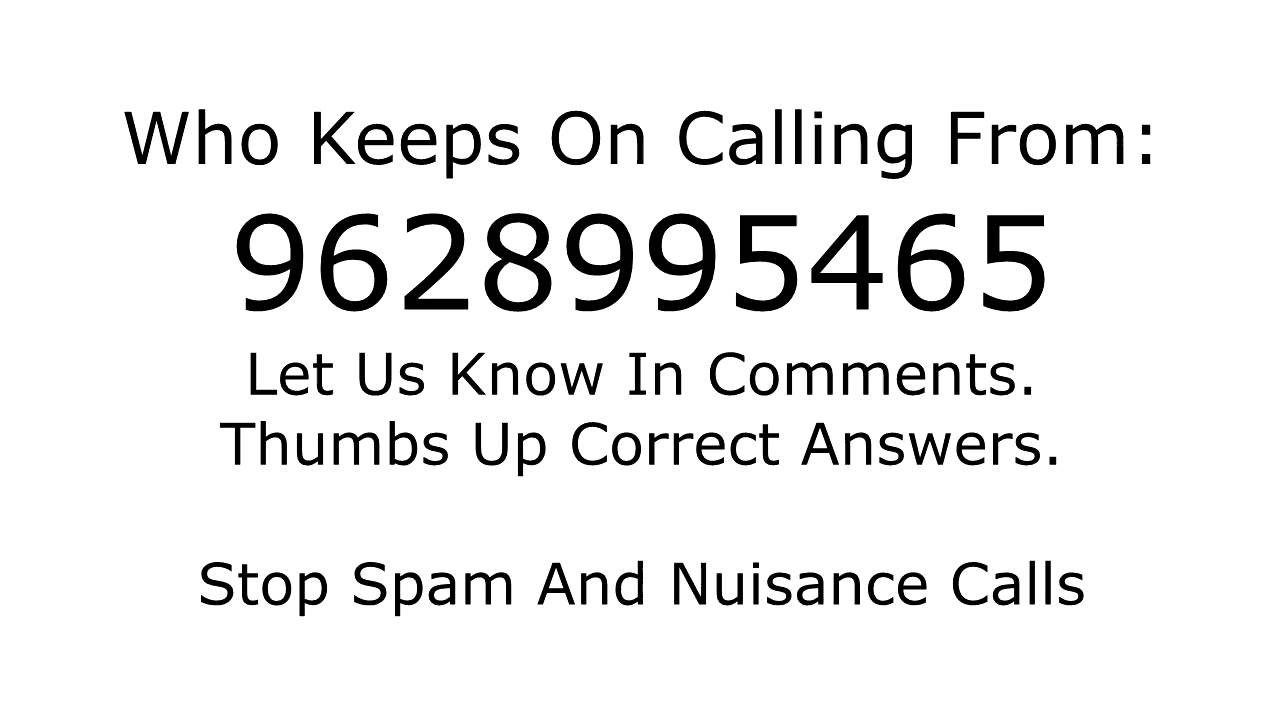 Who Keeps On Calling From:
9628995465
Let Us Know In Comments.
Thumbs Up Correct Answers.
Stop Spam And Nuisance Calls